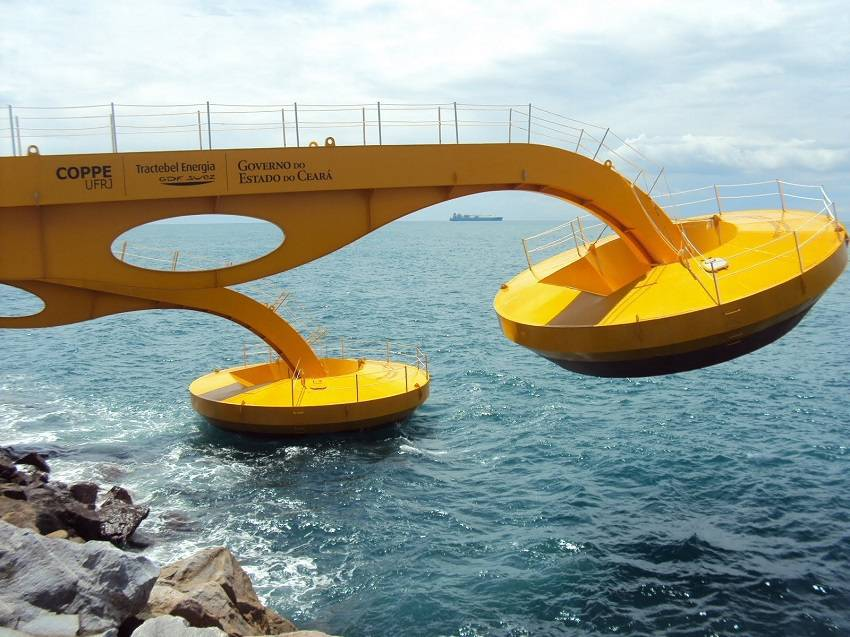 COPPE
UFRJ
Tractebel Energia
GDF SUEZ
GOVERNO DO
ESTADO DO CEARÁ